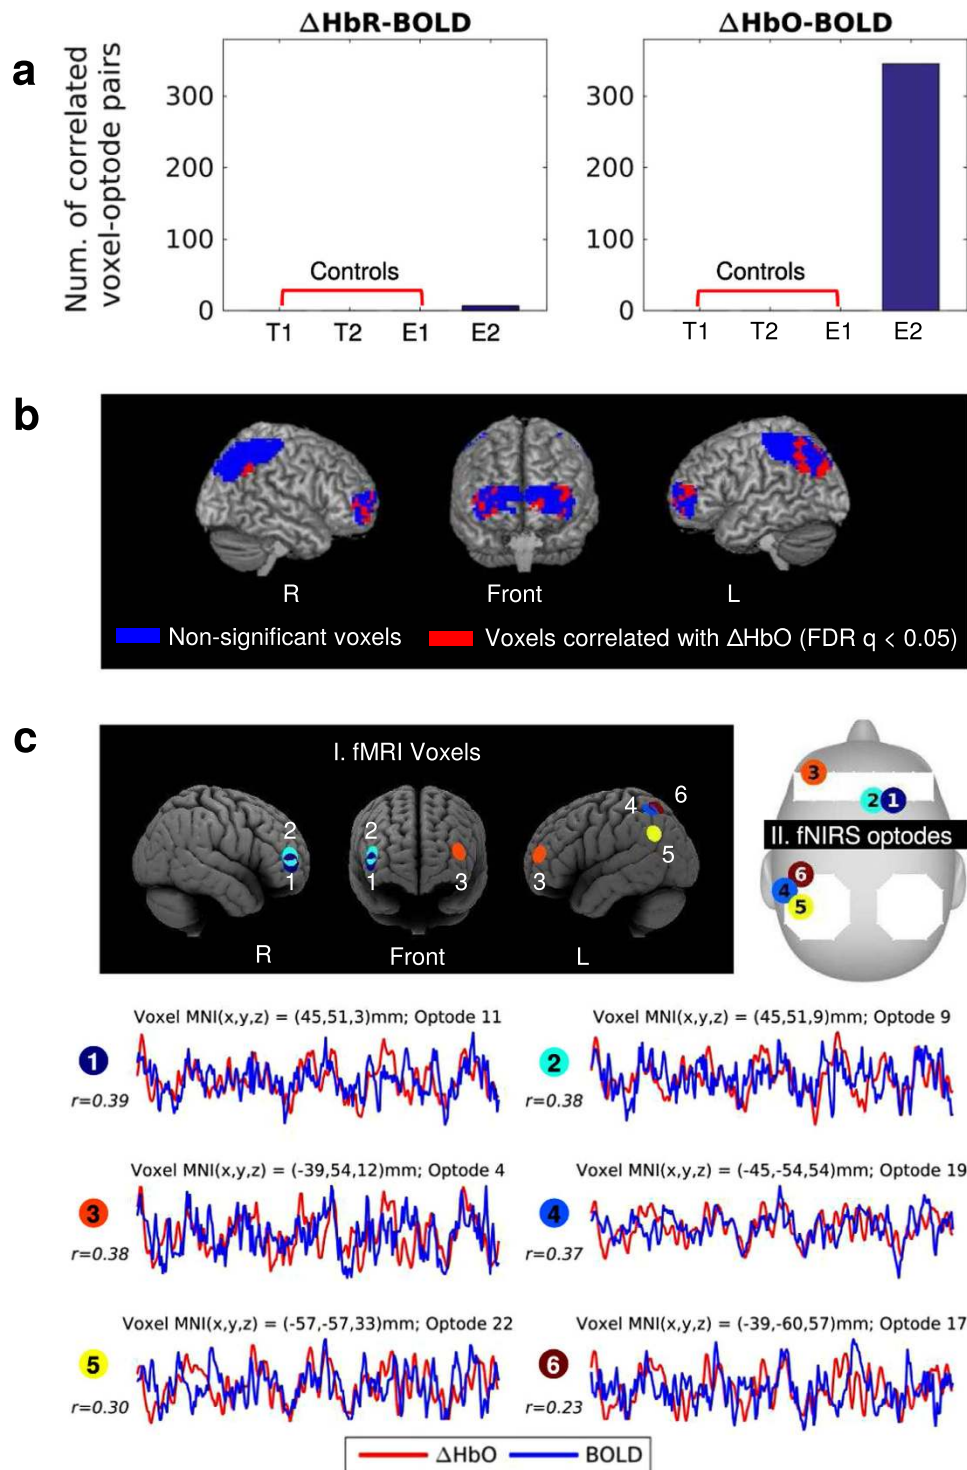 a
ΔHbR-BOLD
ΔHbO-BOLD
Num. of correlated
voxel-optode pairs
300
200
100
0
Controls
T1 T2 E1 E2
300
200
100
0
Controls
T1 T2 E1 E2
b
R Front L
Non-significant voxels
Voxels correlated with ΔHbO (FDR q < 0.05)
c
I. fMRI Voxels
2
1
2
1
3
3
4
6
5
R Front L
3
2 1
II. fNIRS optodes
6
4
5
Voxel MNI(x,y,z) = (45,51,3)mm; Optode 11
1
r=0.39
Voxel MNI(x,y,z) = (45,51,9)mm; Optode 9
2
r=0.38
Voxel MNI(x,y,z) = (-39,54,12)mm; Optode 4
3
r=0.38
Voxel MNI(x,y,z) = (-45,-54,54)mm; Optode 19
4
r=0.37
Voxel MNI(x,y,z) = (-57,-57,33)mm; Optode 22
5
r=0.30
Voxel MNI(x,y,z) = (-39,-60,57)mm; Optode 17
6
r=0.23
ΔHbO BOLD